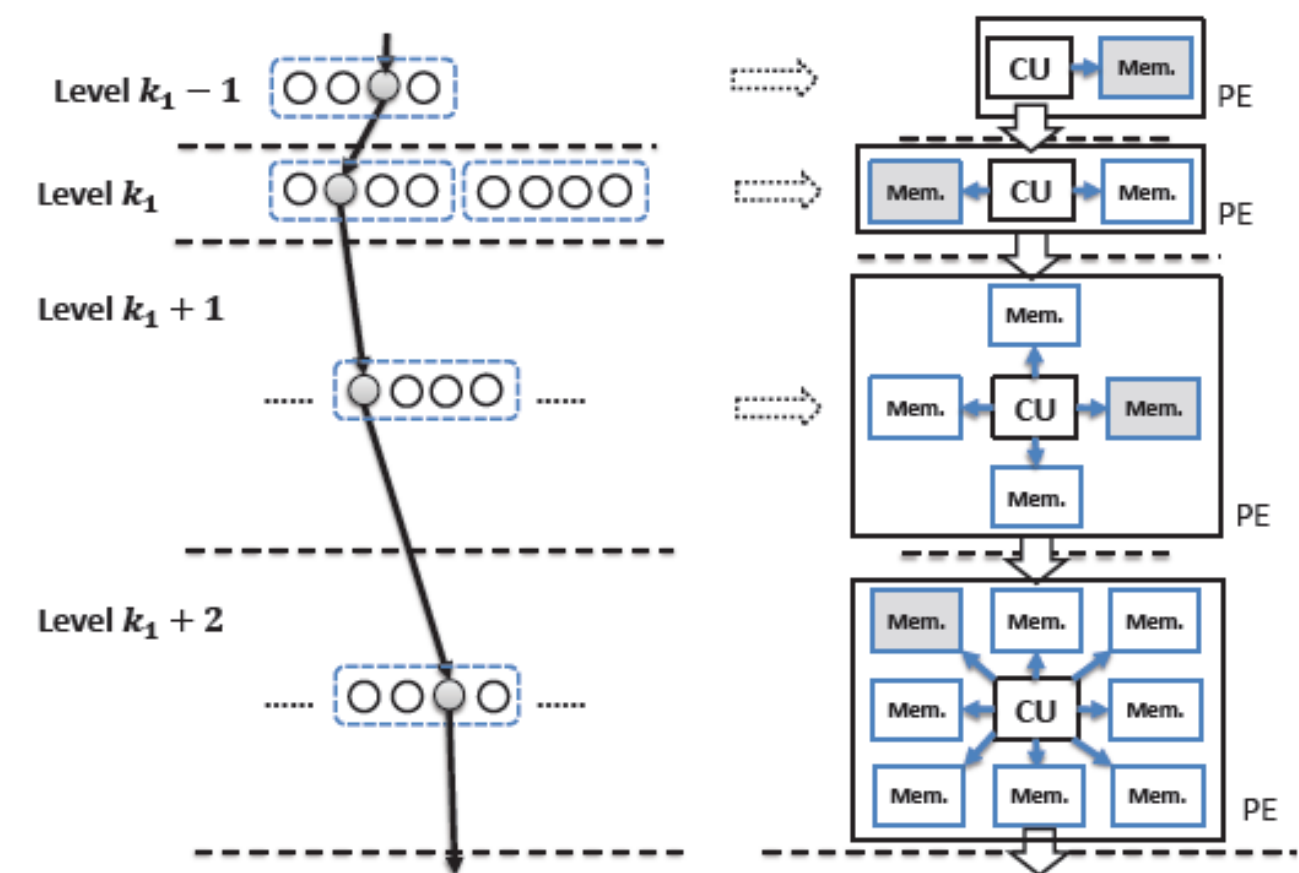 Level k₁ − 1
CU
Mem.
PE
Level k₁
Mem.
CU
Mem.
PE
Level k₁ + 1
Mem.
......
......
Mem.
CU
Mem.
Mem.
PE
Level k₁ + 2
Mem.
Mem.
Mem.
......
......
Mem.
CU
Mem.
Mem.
Mem.
Mem.
PE